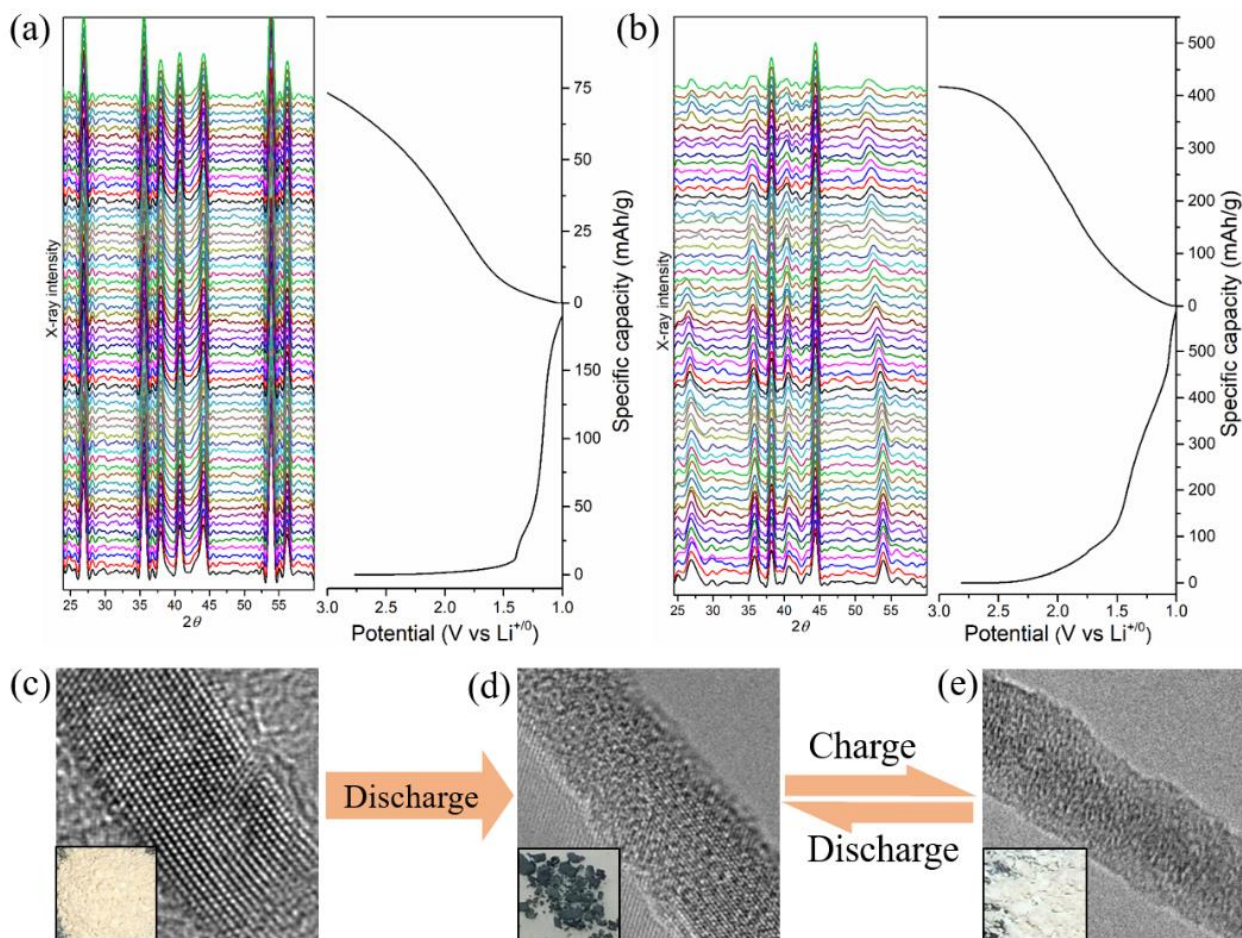 (a)
X-ray intensity
25 30 35 40 45 50 55
2θ
75
50
25
0
150
100
50
0
Specific capacity (mAh/g)
3.0 2.5 2.0 1.5 1.0
Potential (V vs Li+/0)
(b)
X-ray intensity
25 30 35 40 45 50 55
2θ
500
400
300
200
100
0
500
400
300
200
100
0
Specific capacity (mAh/g)
3.0 2.5 2.0 1.5 1.0
Potential (V vs Li+/0)
(c)
Discharge
(d)
Charge
Discharge
(e)